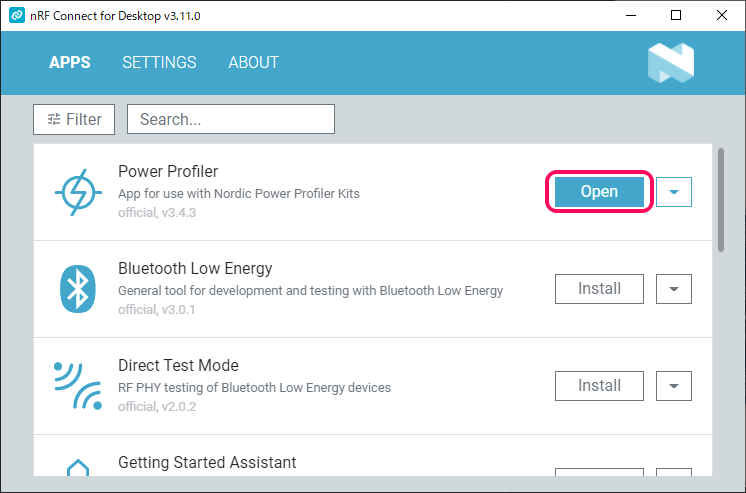 nRF Connect for Desktop v3.11.0
APPS SETTINGS ABOUT
Filter Search...
Power Profiler
App for use with Nordic Power Profiler Kits
official, v3.4.3
Open
Bluetooth Low Energy
General tool for development and testing with Bluetooth Low Energy
official, v3.0.1
Install
Direct Test Mode
RF PHY testing of Bluetooth Low Energy devices
official, v2.0.2
Install
Getting Started Assistant